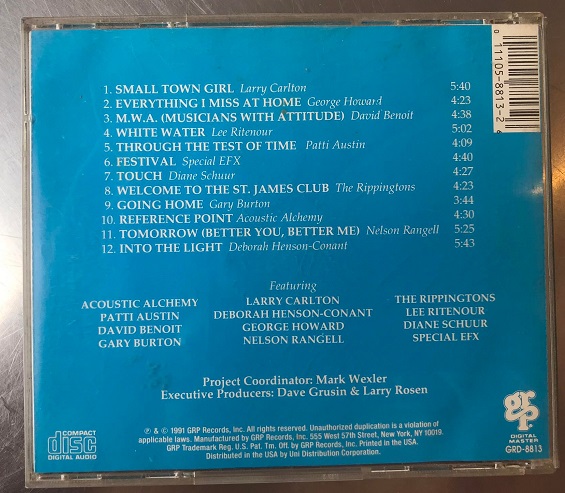 0 11105-8813-2 4
1. SMALL TOWN GIRL Larry Carlton 5:40
2. EVERYTHING I MISS AT HOME George Howard 4:23
3. M.W.A. (MUSICIANS WITH ATTITUDE) David Benoit 4:38
4. WHITE WATER Lee Ritenour 5:02
5. THROUGH THE TEST OF TIME Patti Austin 4:09
6. FESTIVAL Special EFX 4:40
7. TOUCH Diane Schuur 4:27
8. WELCOME TO THE ST. JAMES CLUB The Rippingtons 4:23
9. GOING HOME Gary Burton 3:44
10. REFERENCE POINT Acoustic Alchemy 4:30
11. TOMORROW (BETTER YOU, BETTER ME) Nelson Rangell 5:25
12. INTO THE LIGHT Deborah Henson-Conant 5:43
Featuring
ACOUSTIC ALCHEMY LARRY CARLTON THE RIPPINGTONS
PATTI AUSTIN DEBORAH HENSON-CONANT LEE RITENOUR
DAVID BENOIT GEORGE HOWARD DIANE SCHUUR
GARY BURTON NELSON RANGELL SPECIAL EFX
Project Coordinator: Mark Wexler
Executive Producers: Dave Grusin & Larry Rosen
COMPACT
disc
DIGITAL AUDIO
℗ & © 1991 GRP Records, Inc. All rights reserved. Unauthorized duplication is a violation of
applicable laws. Manufactured by GRP Records, Inc. 555 West 57th Street, New York, NY 10019.
GRP Trademark Reg. U.S. Pat. Tm. Off. by GRP Records, Inc. Printed in the USA.
Distributed in the USA by Uni Distribution Corporation.
grp
DIGITAL
MASTER
GRD-8813